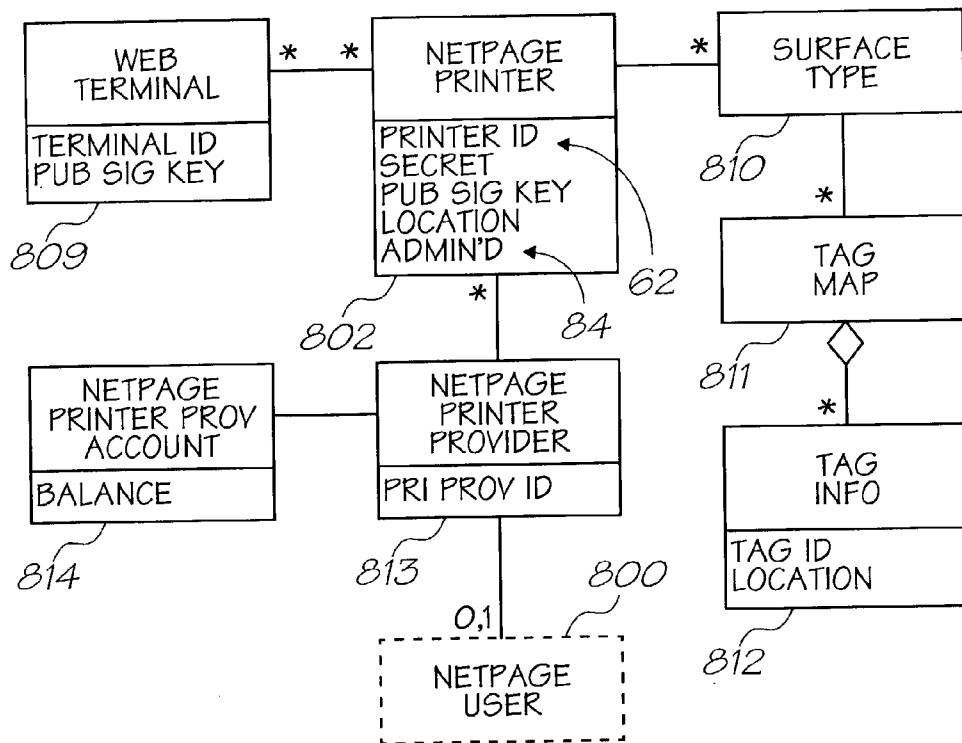 WEB
TERMINAL
TERMINAL ID
PUB SIG KEY
809
*
*
NETPAGE
PRINTER
PRINTER ID
SECRET
PUB SIG KEY
LOCATION
ADMIN'D
802
62
84
*
*
SURFACE
TYPE
810
*
TAG
MAP
811
*
TAG
INFO
TAG ID
LOCATION
812
NETPAGE
PRINTER PROV
ACCOUNT
BALANCE
814
NETPAGE
PRINTER
PROVIDER
PRI PROV ID
813
800
0,1
NETPAGE
USER